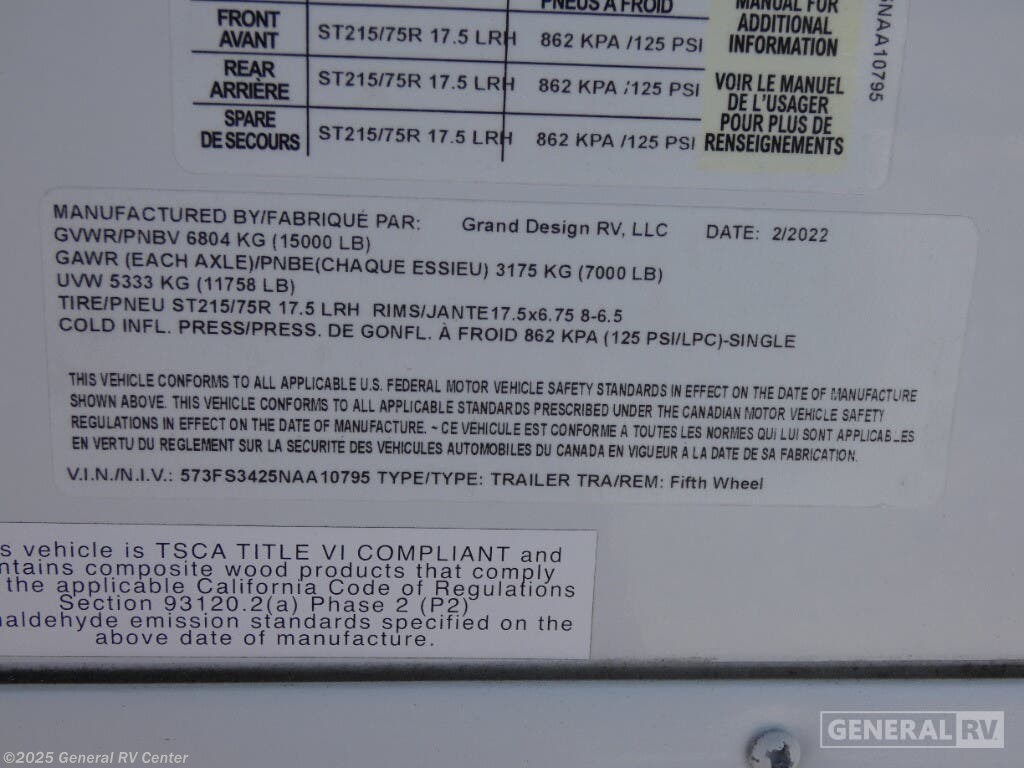 PNEUS À FROID
FRONT
AVANT
ST215/75R 17.5 LRH
862 KPA /125 PSI
REAR
ARRIÈRE
ST215/75R 17.5 LRH
862 KPA /125 PSI
SPARE
DE SECOURS
ST215/75R 17.5 LRH
862 KPA /125 PSI
MANUAL FOR
ADDITIONAL
INFORMATION
VOIR LE MANUEL
DE L'USAGER
POUR PLUS DE
RENSEIGNEMENTS
NAA10795
MANUFACTURED BY/FABRIQUÉ PAR: Grand Design RV, LLC DATE: 2/2022
GVWR/PNBV 6804 KG (15000 LB)
GAWR (EACH AXLE)/PNBE(CHAQUE ESSIEU) 3175 KG (7000 LB)
UVW 5333 KG (11758 LB)
TIRE/PNEU ST215/75R 17.5 LRH RIMS/JANTE17.5x6.75 8-6.5
COLD INFL. PRESS/PRESS. DE GONFL. À FROID 862 KPA (125 PSI/LPC)-SINGLE
THIS VEHICLE CONFORMS TO ALL APPLICABLE U.S. FEDERAL MOTOR VEHICLE SAFETY STANDARDS IN EFFECT ON THE DATE OF MANUFACTURE
SHOWN ABOVE. THIS VEHICLE CONFORMS TO ALL APPLICABLE STANDARDS PRESCRIBED UNDER THE CANADIAN MOTOR VEHICLE SAFETY
REGULATIONS IN EFFECT ON THE DATE OF MANUFACTURE. ~ CE VÉHICULE EST CONFORME A TOUTES LES NORMES QUI LUI SONT APPLICABLES
EN VERTU DU REGLEMENT SUR LA SÉCURITÉ DES VÉHICULES AUTOMOBILES DU CANADA EN VIGUEUR A LA DATE DE SA FABRICATION.
V.I.N./N.I.V.: 573FS3425NAA10795 TYPE/TYPE: TRAILER TRA/REM: Fifth Wheel
s vehicle is TSCA TITLE VI COMPLIANT and
ntains composite wood products that comply
the applicable California Code of Regulations
Section 93120.2(a) Phase 2 (P2)
naldehyde emission standards specified on the
above date of manufacture.
GENERAL RV
©2025 General RV Center